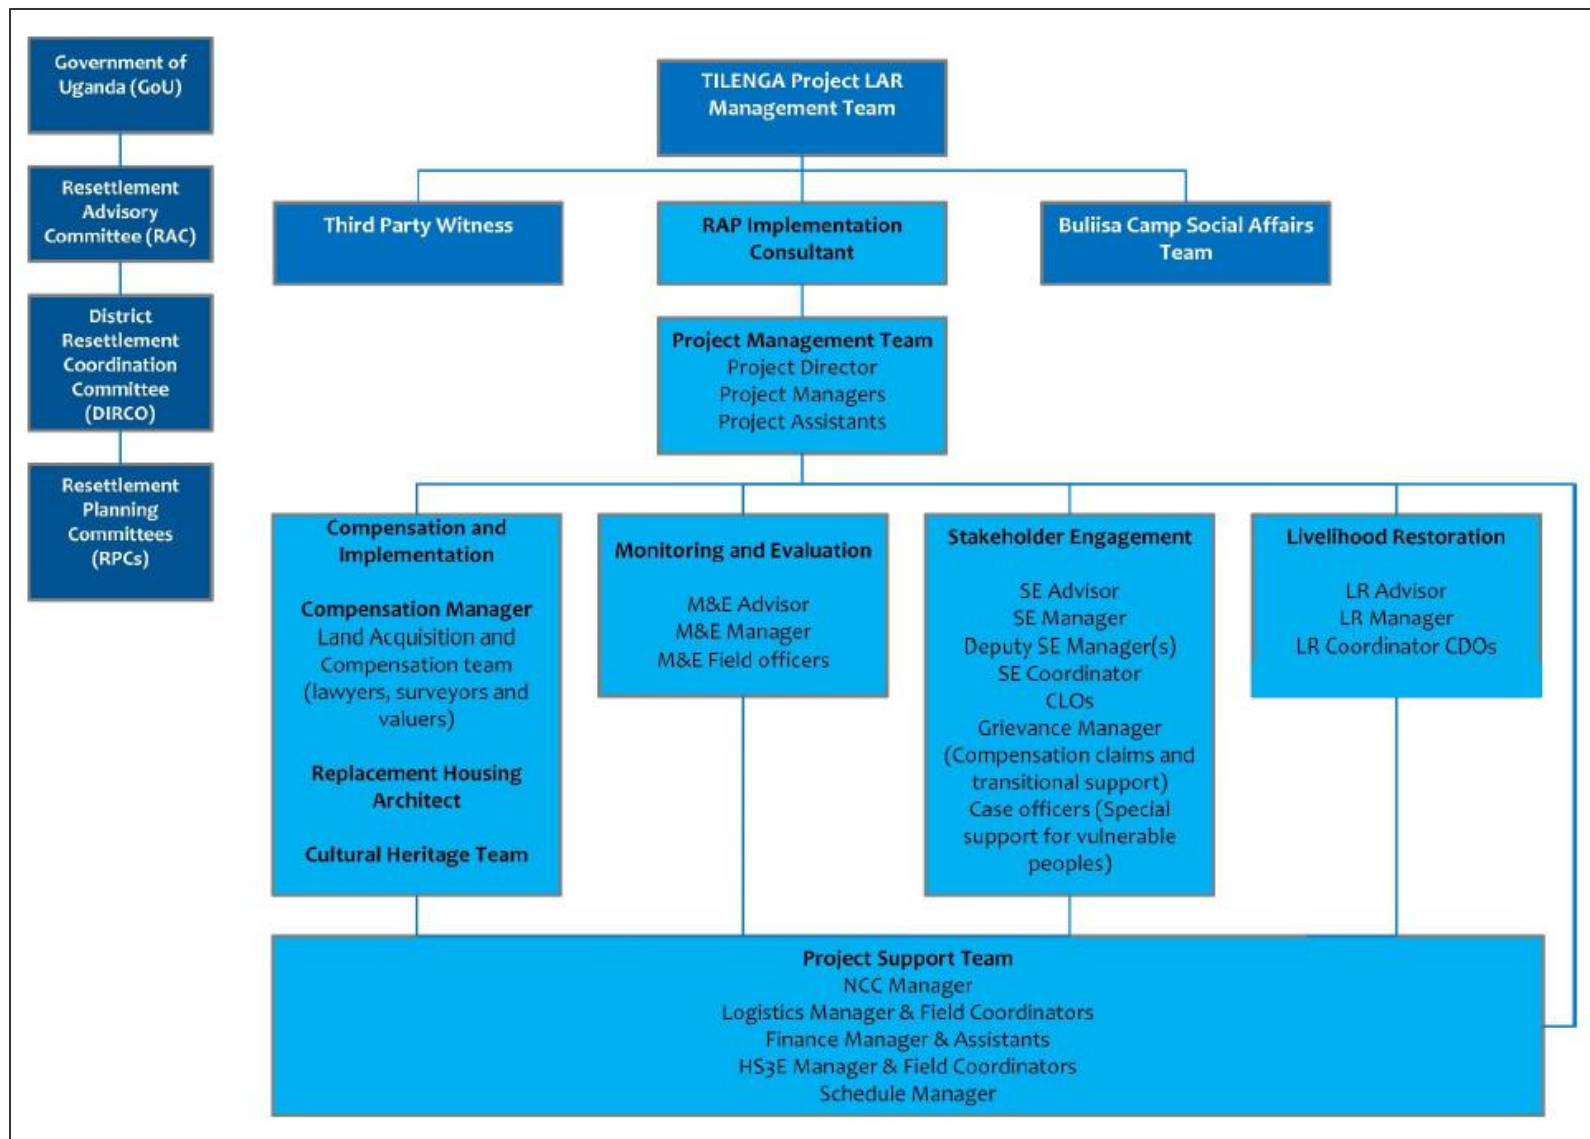 Government of
Uganda (GoU)
Resettlement
Advisory
Committee (RAC)
District
Resettlement
Coordination
Committee
(DIRCO)
Resettlement
Planning
Committees
(RPCs)
TILENGA Project LAR
Management Team
Third Party Witness
RAP Implementation
Consultant
Buliisa Camp Social Affairs
Team
Project Management Team
Project Director
Project Managers
Project Assistants
Compensation and
Implementation
Compensation Manager
Land Acquisition and
Compensation team
(lawyers, surveyors and
valuers)
Replacement Housing
Architect
Cultural Heritage Team
Monitoring and Evaluation
M&E Advisor
M&E Manager
M&E Field officers
Stakeholder Engagement
SE Advisor
SE Manager
Deputy SE Manager(s)
SE Coordinator
CLOs
Grievance Manager
(Compensation claims and
transitional support)
Case officers (Special
support for vulnerable
peoples)
Livelihood Restoration
LR Advisor
LR Manager
LR Coordinator CDOs
Project Support Team
NCC Manager
Logistics Manager & Field Coordinators
Finance Manager & Assistants
HS3E Manager & Field Coordinators
Schedule Manager